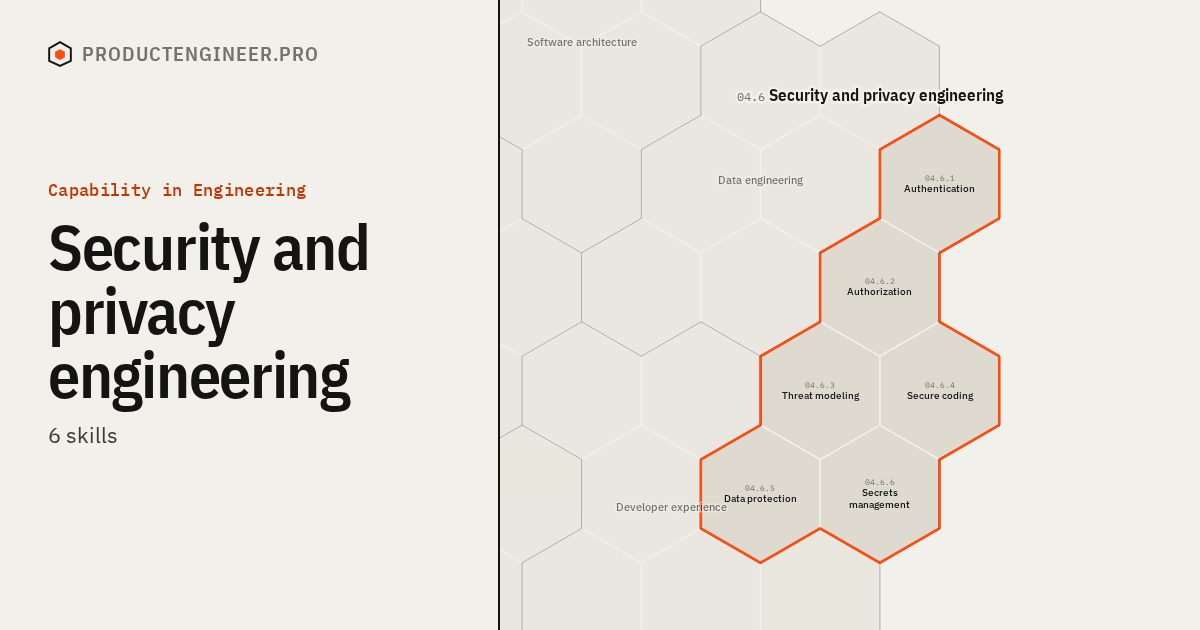 PRODUCTENGINEER.PRO
Capability in Engineering
Security and
privacy
engineering
6 skills
Software architecture
04.6 Security and privacy engineering
Data engineering
04.6.1
Authentication
04.6.2
Authorization
04.6.3
Threat modeling
04.6.4
Secure coding
04.6.5
Data protection
04.6.6
Secrets
management
Developer experience